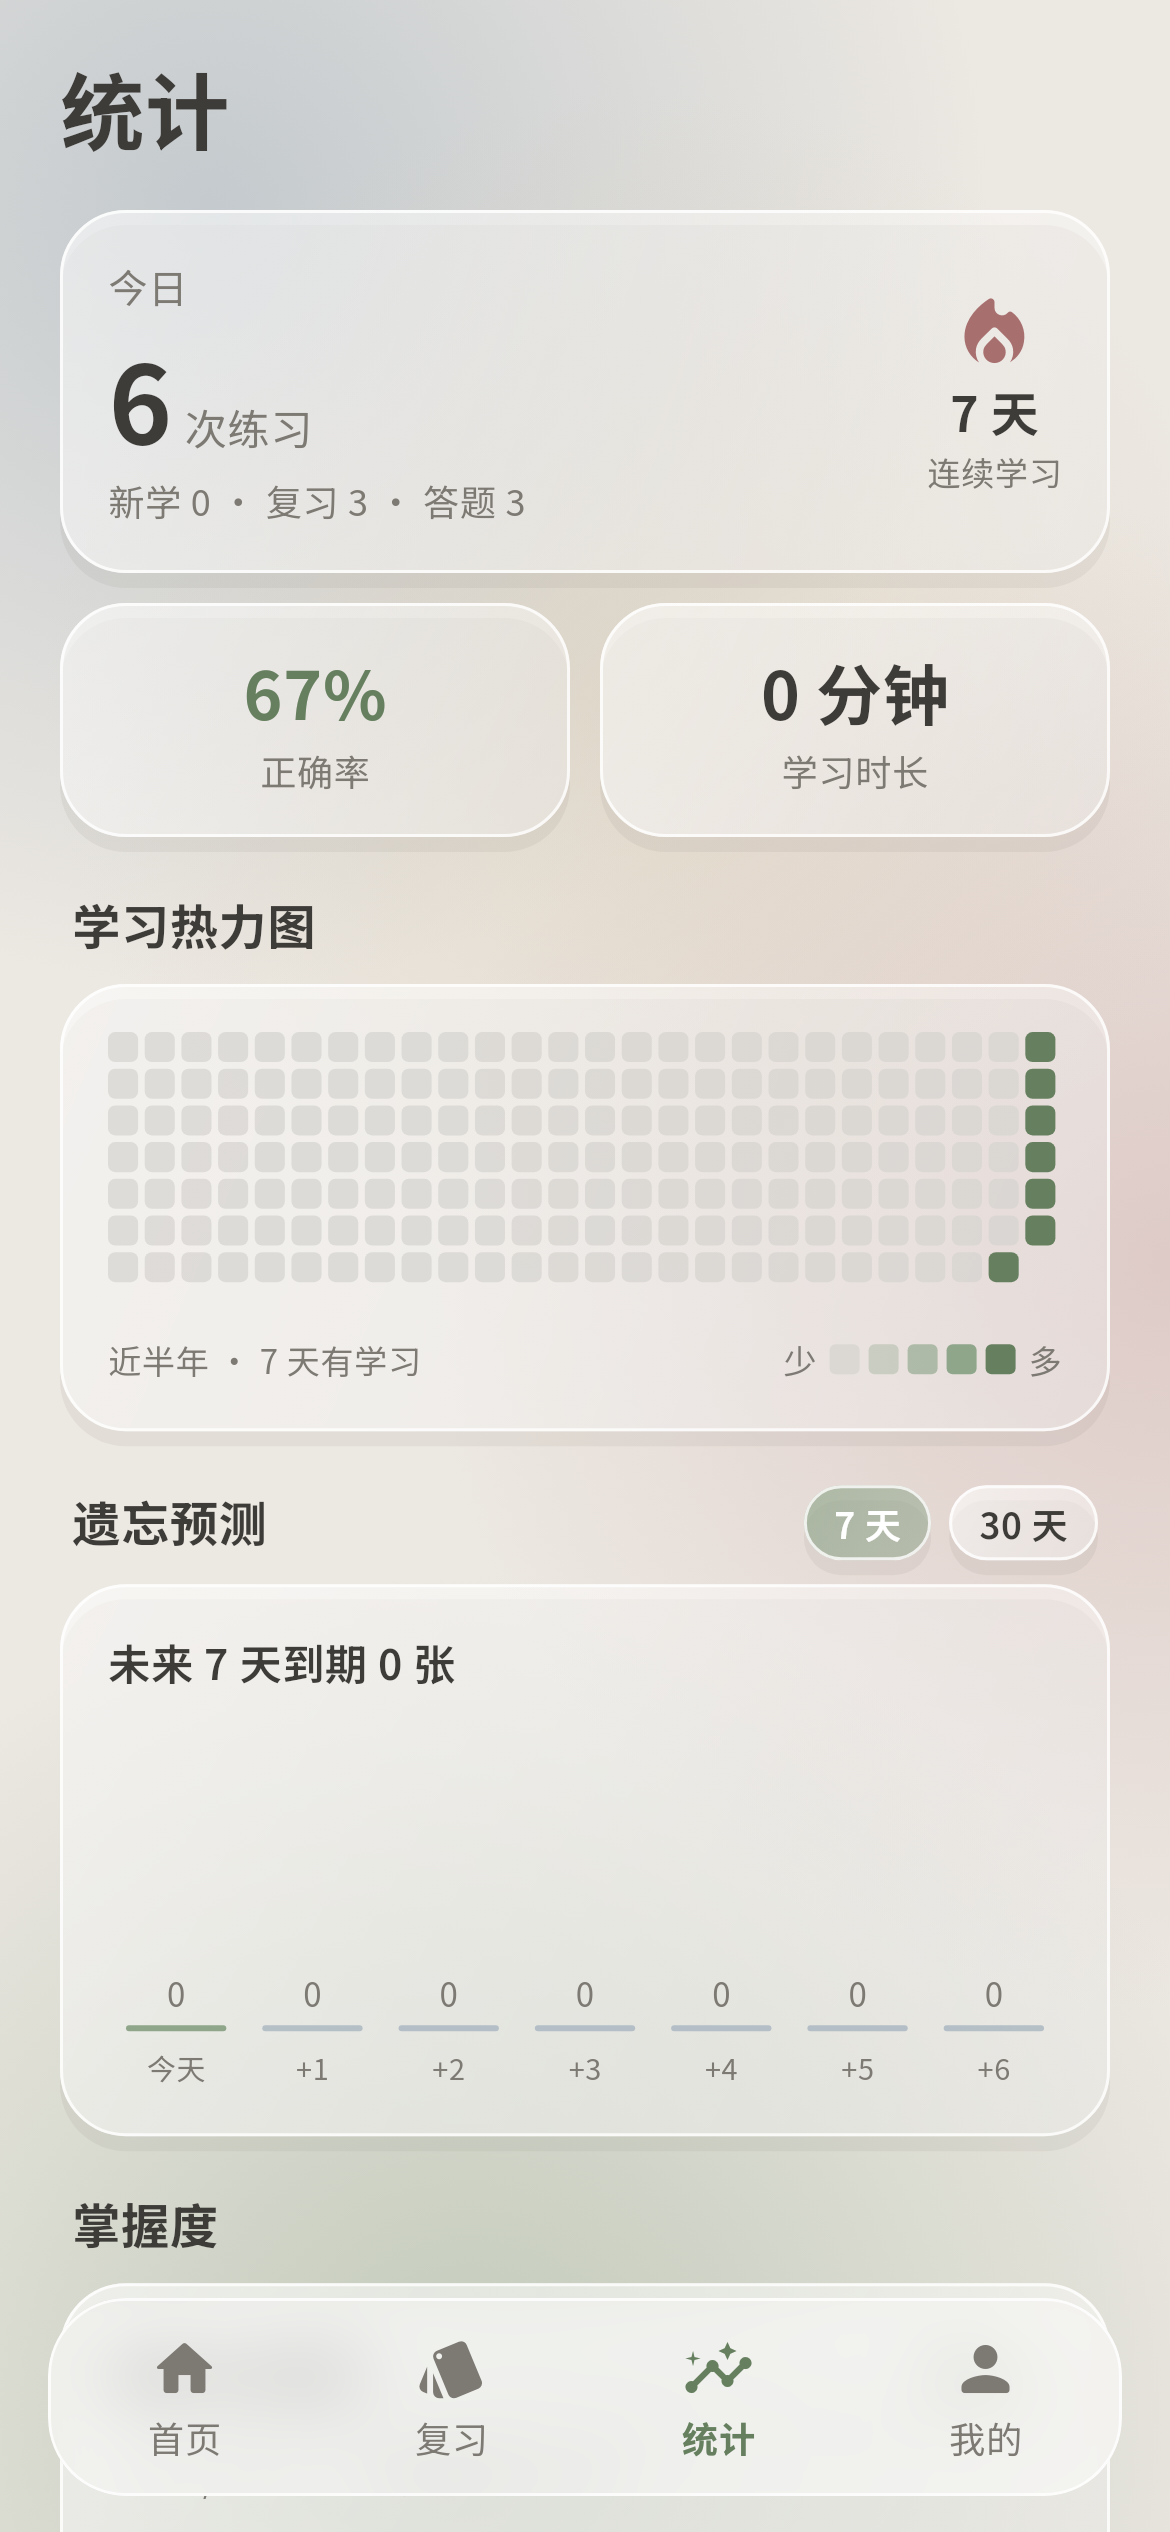 统计
今日
6 次练习
新学 0 · 复习 3 · 答题 3
7 天
连续学习
67%
正确率
0 分钟
学习时长
学习热力图
近半年 · 7 天有学习
少 多
遗忘预测
7 天
30 天
未来 7 天到期 0 张
0 0 0 0 0 0 0
今天 +1 +2 +3 +4 +5 +6
掌握度
首页 复习 统计 我的